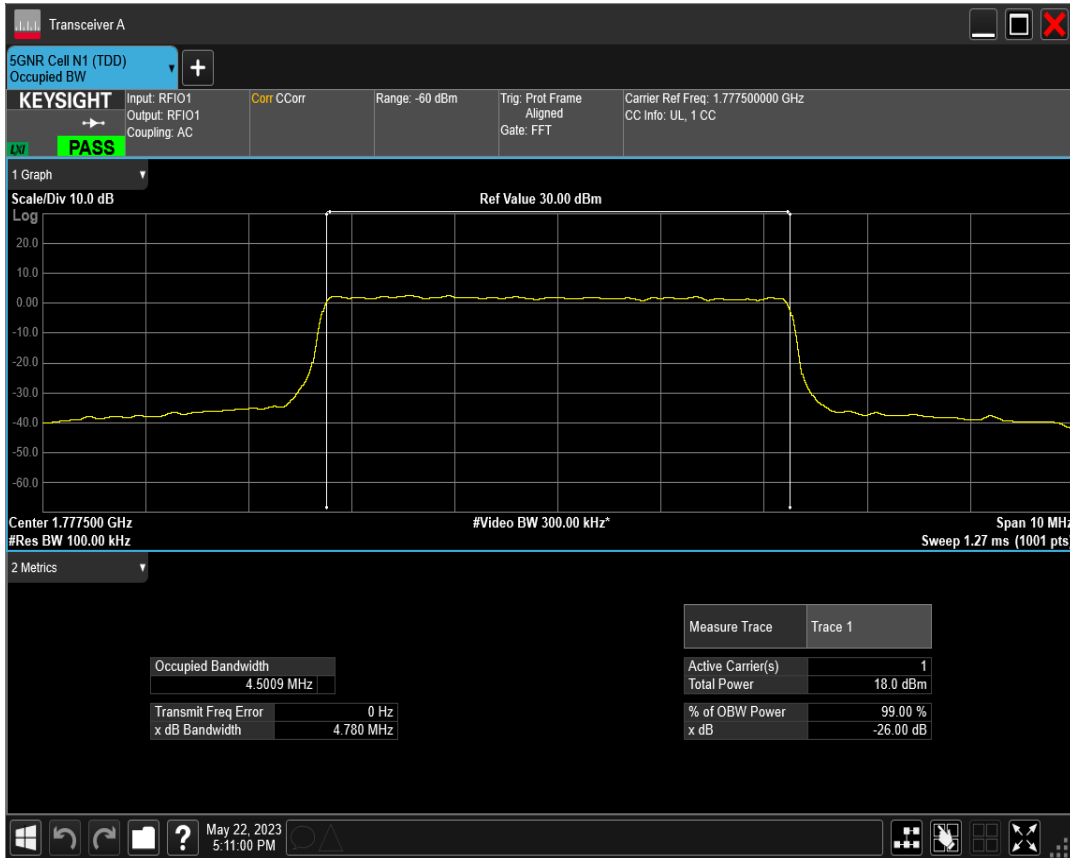 Transceiver A
5GNR Cell N1 (TDD)
Occupied BW
+
KEYSIGHT
LXI
PASS
Input: RFIO1
Output: RFIO1
Coupling: AC
Corr CCorr
Range: -60 dBm
Trig: Prot Frame
Aligned
Gate: FFT
Carrier Ref Freq: 1.777500000 GHz
CC Info: UL, 1 CC
1 Graph
Scale/Div 10.0 dB
Ref Value 30.00 dBm
Log
20.0
10.0
0.00
-10.0
-20.0
-30.0
-40.0
-50.0
-60.0
Center 1.777500 GHz
#Video BW 300.00 kHz*
Span 10 MHz
#Res BW 100.00 kHz
Sweep 1.27 ms (1001 pts)
2 Metrics
Measure Trace Trace 1
Occupied Bandwidth
4.5009 MHz
Active Carrier(s) 1
Total Power 18.0 dBm
Transmit Freq Error 0 Hz
x dB Bandwidth 4.780 MHz
% of OBW Power 99.00 %
x dB -26.00 dB
?
May 22, 2023
5:11:00 PM